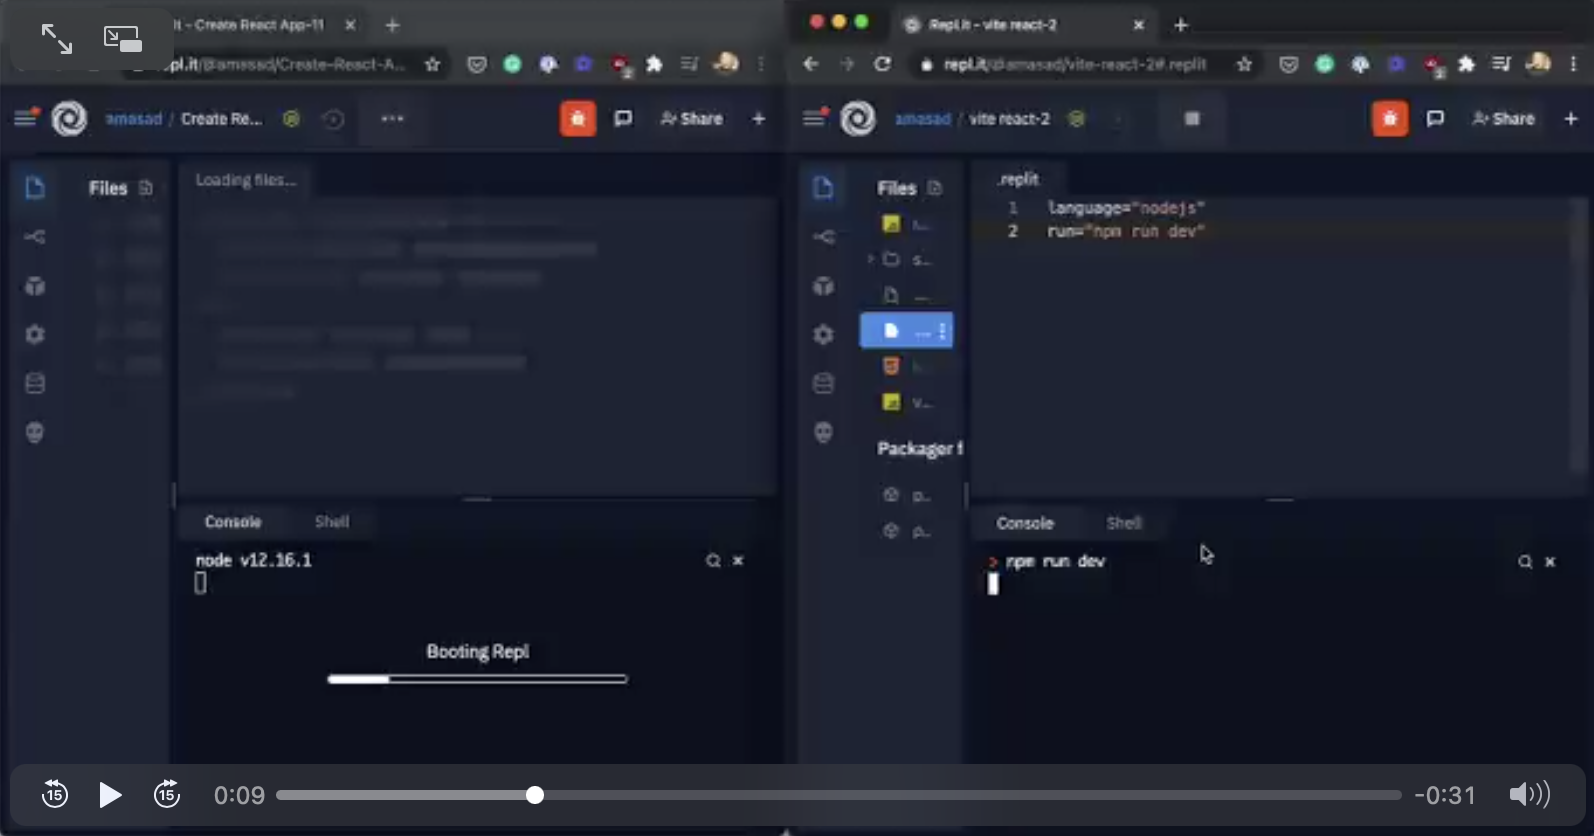 lt - Create React App-11
pl.it/@amasad/Create-React-A...
amasad / Create Re...
Share
Files
Loading files...
Console
Shell
node v12.16.1
Booting Repl
Repl.it - vite react-2
repl.it/@amasad/vite-react-2#.replit
amasad / vite react-2
Share
Files
.replit
1 language="nodejs"
2 run="npm run dev"
s...
...
...
v...
Packager f
p...
p...
Console
Shell
> npm run dev
15
15
0:09
-0:31